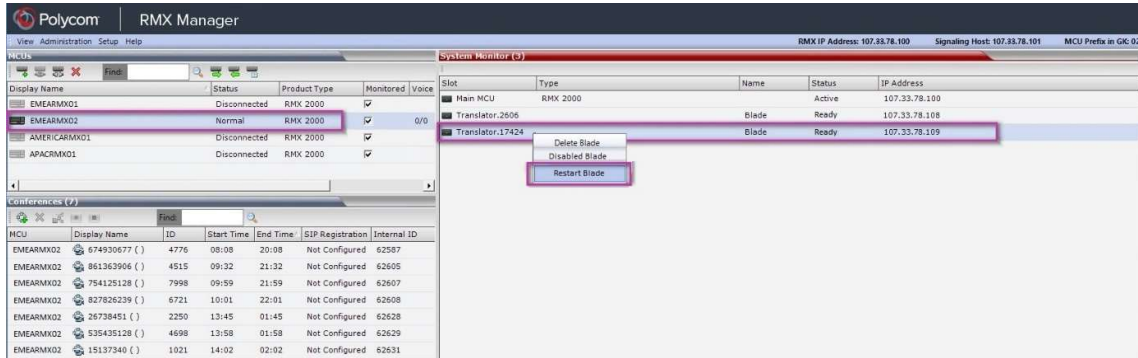 Polycom RMX Manager
View Administration Setup Help RMX IP Address: 107.33.78.100 Signaling Host: 107.33.78.101 MCU Prefix in GK: 02
MCUs
Find:
Display Name Status Product Type Monitored Voice
EMEARMX01 Disconnected RMX 2000
EMEARMX02 Normal RMX 2000 0/0
AMERICARMX01 Disconnected RMX 2000
APACRMX01 Disconnected RMX 2000
Conferences (7)
Find:
MCU Display Name ID Start Time End Time SIP Registration Internal ID
EMEARMX02 674930677 ( ) 4776 08:08 20:08 Not Configured 62587
EMEARMX02 861363906 ( ) 4515 09:32 21:32 Not Configured 62605
EMEARMX02 754125128 ( ) 7998 09:59 21:59 Not Configured 62607
EMEARMX02 827826239 ( ) 6721 10:01 22:01 Not Configured 62608
EMEARMX02 26738451 ( ) 2250 13:45 01:45 Not Configured 62628
EMEARMX02 535435128 ( ) 4698 13:58 01:58 Not Configured 62629
EMEARMX02 15137340 ( ) 1021 14:02 02:02 Not Configured 62631
System Monitor (3)
Slot Type Name Status IP Address
Main MCU RMX 2000 Active 107.33.78.100
Translator.2606 Blade Ready 107.33.78.108
Translator.17424 Blade Ready 107.33.78.109
Delete Blade
Disabled Blade
Restart Blade